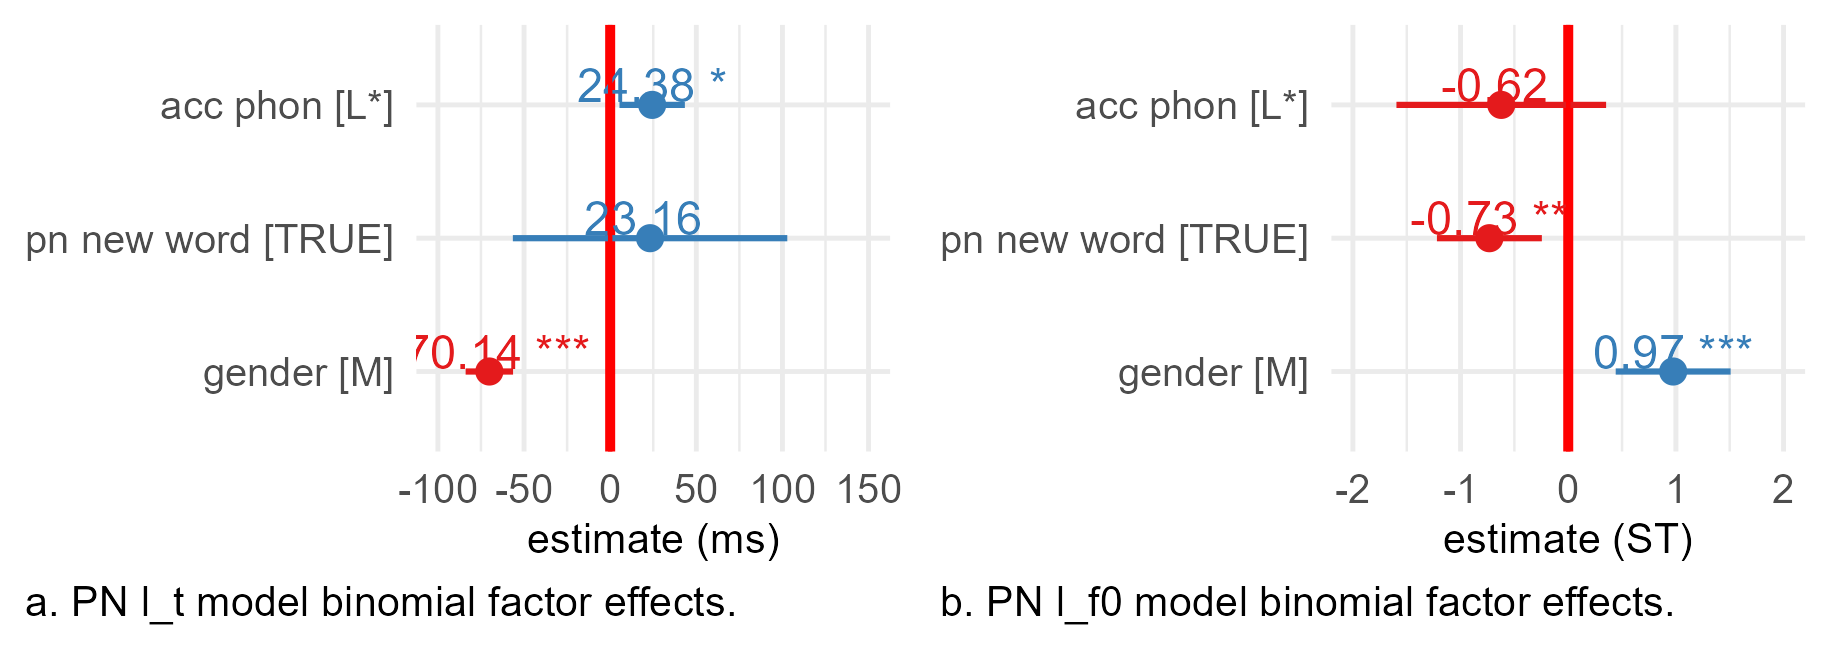 acc phon [L*]
24.38 *
pn new word [TRUE]
23.16
gender [M]
70.14 ***
-100 -50 0 50 100 150
estimate (ms)
a. PN l_t model binomial factor effects.
acc phon [L*]
-0.62
pn new word [TRUE]
-0.73 **
gender [M]
0.97 ***
-2 -1 0 1 2
estimate (ST)
b. PN l_f0 model binomial factor effects.